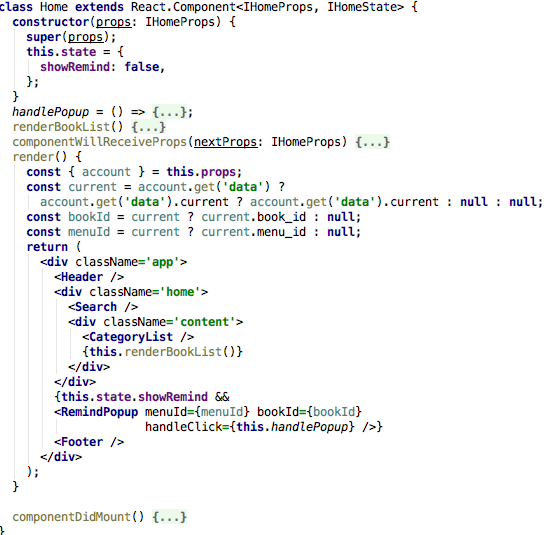 class Home extends React.Component<IHomeProps, IHomeState> {
  constructor(props: IHomeProps) {
    super(props);
    this.state = {
      showRemind: false,
    };
  }
  handlePopup = () => {...};
  renderBookList() {...}
  componentWillReceiveProps(nextProps: IHomeProps) {...}
  render() {
    const { account } = this.props;
    const current = account.get('data') ?
      account.get('data').current ? account.get('data').current : null : null;
    const bookId = current ? current.book_id : null;
    const menuId = current ? current.menu_id : null;
    return (
      <div className='app'>
        <Header />
        <div className='home'>
          <Search />
          <div className='content'>
            <CategoryList />
            {this.renderBookList()}
          </div>
        </div>
        {this.state.showRemind &&
        <RemindPopup menuId={menuId} bookId={bookId}
                     handleClick={this.handlePopup} />}
        <Footer />
      </div>
    );
  }

  componentDidMount() {...}
}